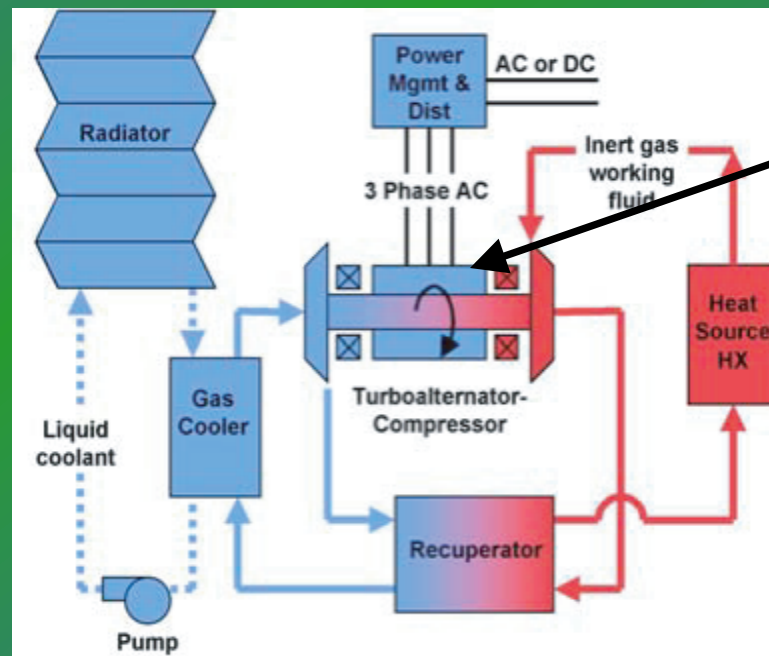 Power
Mgmt &
Dist
AC or DC
Radiator
Inert gas
working
fluid
3 Phase AC
Heat
Source
HX
Gas
Cooler
Turboalternator-
Compressor
Liquid
coolant
Recuperator
Pump